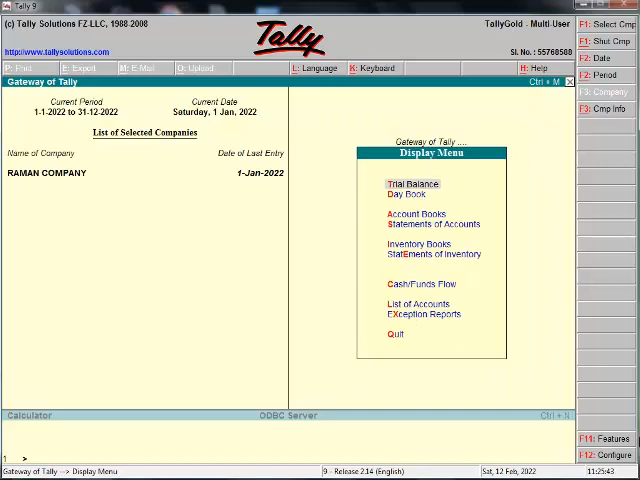 Tally 9
(c) Tally Solutions FZ-LLC, 1988-2008
http://www.tallysolutions.com
Tally
TallyGold - Multi-User
Sl. No. : 55768588
P: Print
E: Export
M: E-Mail
O: Upload
L: Language
K: Keyboard
H: Help
Gateway of Tally
Ctrl + M
Current Period
1-1-2022 to 31-12-2022
Current Date
Saturday, 1 Jan, 2022
List of Selected Companies
Name of Company
Date of Last Entry
RAMAN COMPANY
1-Jan-2022
Gateway of Tally ....
Display Menu
Trial Balance
Day Book
Account Books
Statements of Accounts
Inventory Books
StatEments of Inventory
Cash/Funds Flow
List of Accounts
EXception Reports
Quit
F1: Select Cmp
F1: Shut Cmp
F2: Date
F2: Period
F3: Company
F3: Cmp Info
F11: Features
F12: Configure
Calculator
ODBC Server
Ctrl + N
1 >
Gateway of Tally --> Display Menu
9 - Release 2.14 (English)
Sat, 12 Feb, 2022
11:25:43